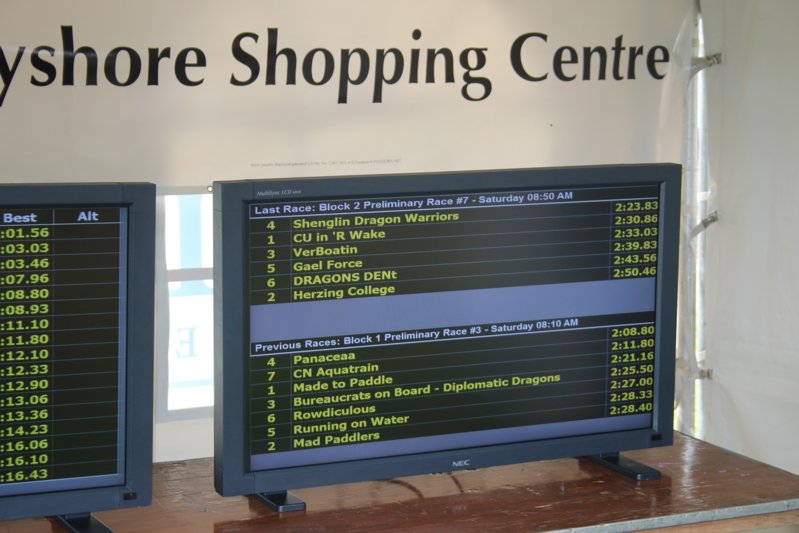 yshore Shopping Centre
MultiSync LCD
Best Alt
:01.56
:03.03
:03.46
:07.96
:08.80
:08.93
:11.10
:11.80
:12.10
:12.33
:12.90
:13.06
:13.36
:14.23
:16.06
:16.10
:16.43
Last Race: Block 2 Preliminary Race #7 - Saturday 08:50 AM
4 Shenglin Dragon Warriors 2:23.83
1 CU in 'R Wake 2:30.86
3 VerBoatin 2:33.03
5 Gael Force 2:39.83
6 DRAGONS DENt 2:43.56
2 Herzing College 2:50.46
Previous Races: Block 1 Preliminary Race #3 - Saturday 08:10 AM
4 Panaceaa 2:08.80
7 CN Aquatrain 2:11.80
1 Made to Paddle 2:21.16
3 Bureaucrats on Board - Diplomatic Dragons 2:25.50
6 Rowdiculous 2:27.00
5 Running on Water 2:28.33
2 Mad Paddlers 2:28.40
NEC